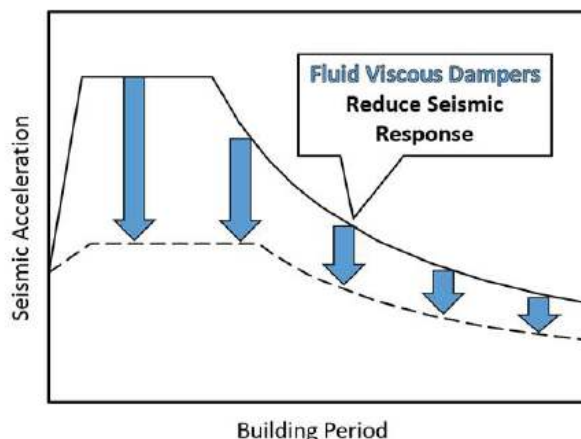 Fluid Viscous Dampers
Reduce Seismic
Response
Seismic Acceleration
Building Period